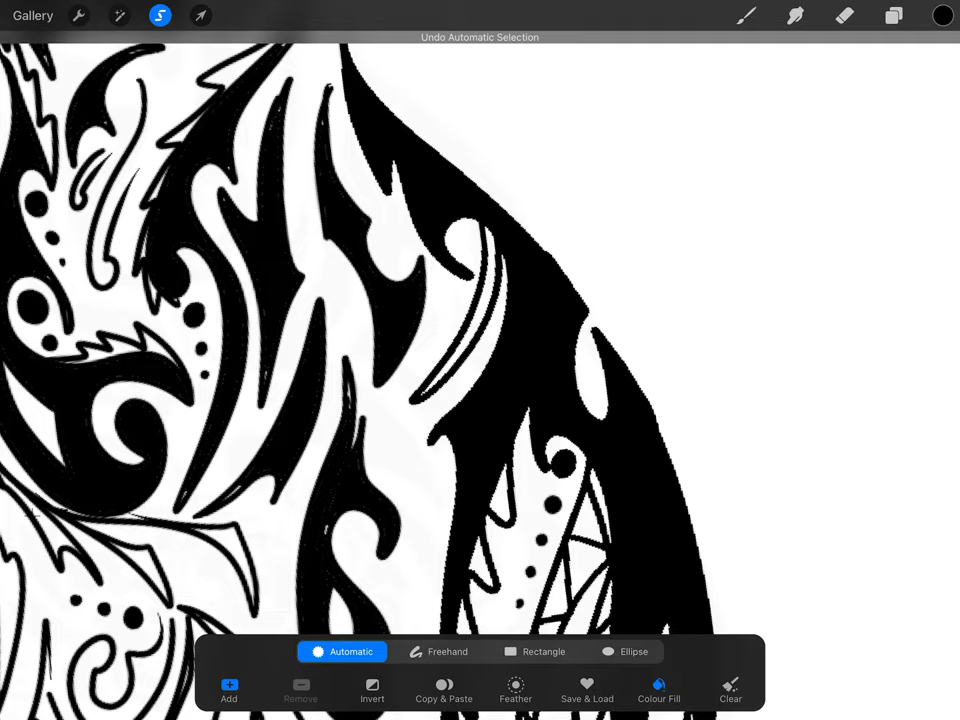 Gallery
Undo Automatic Selection
Automatic Freehand Rectangle Ellipse
Add Remove Invert Copy & Paste Feather Save & Load Colour Fill Clear